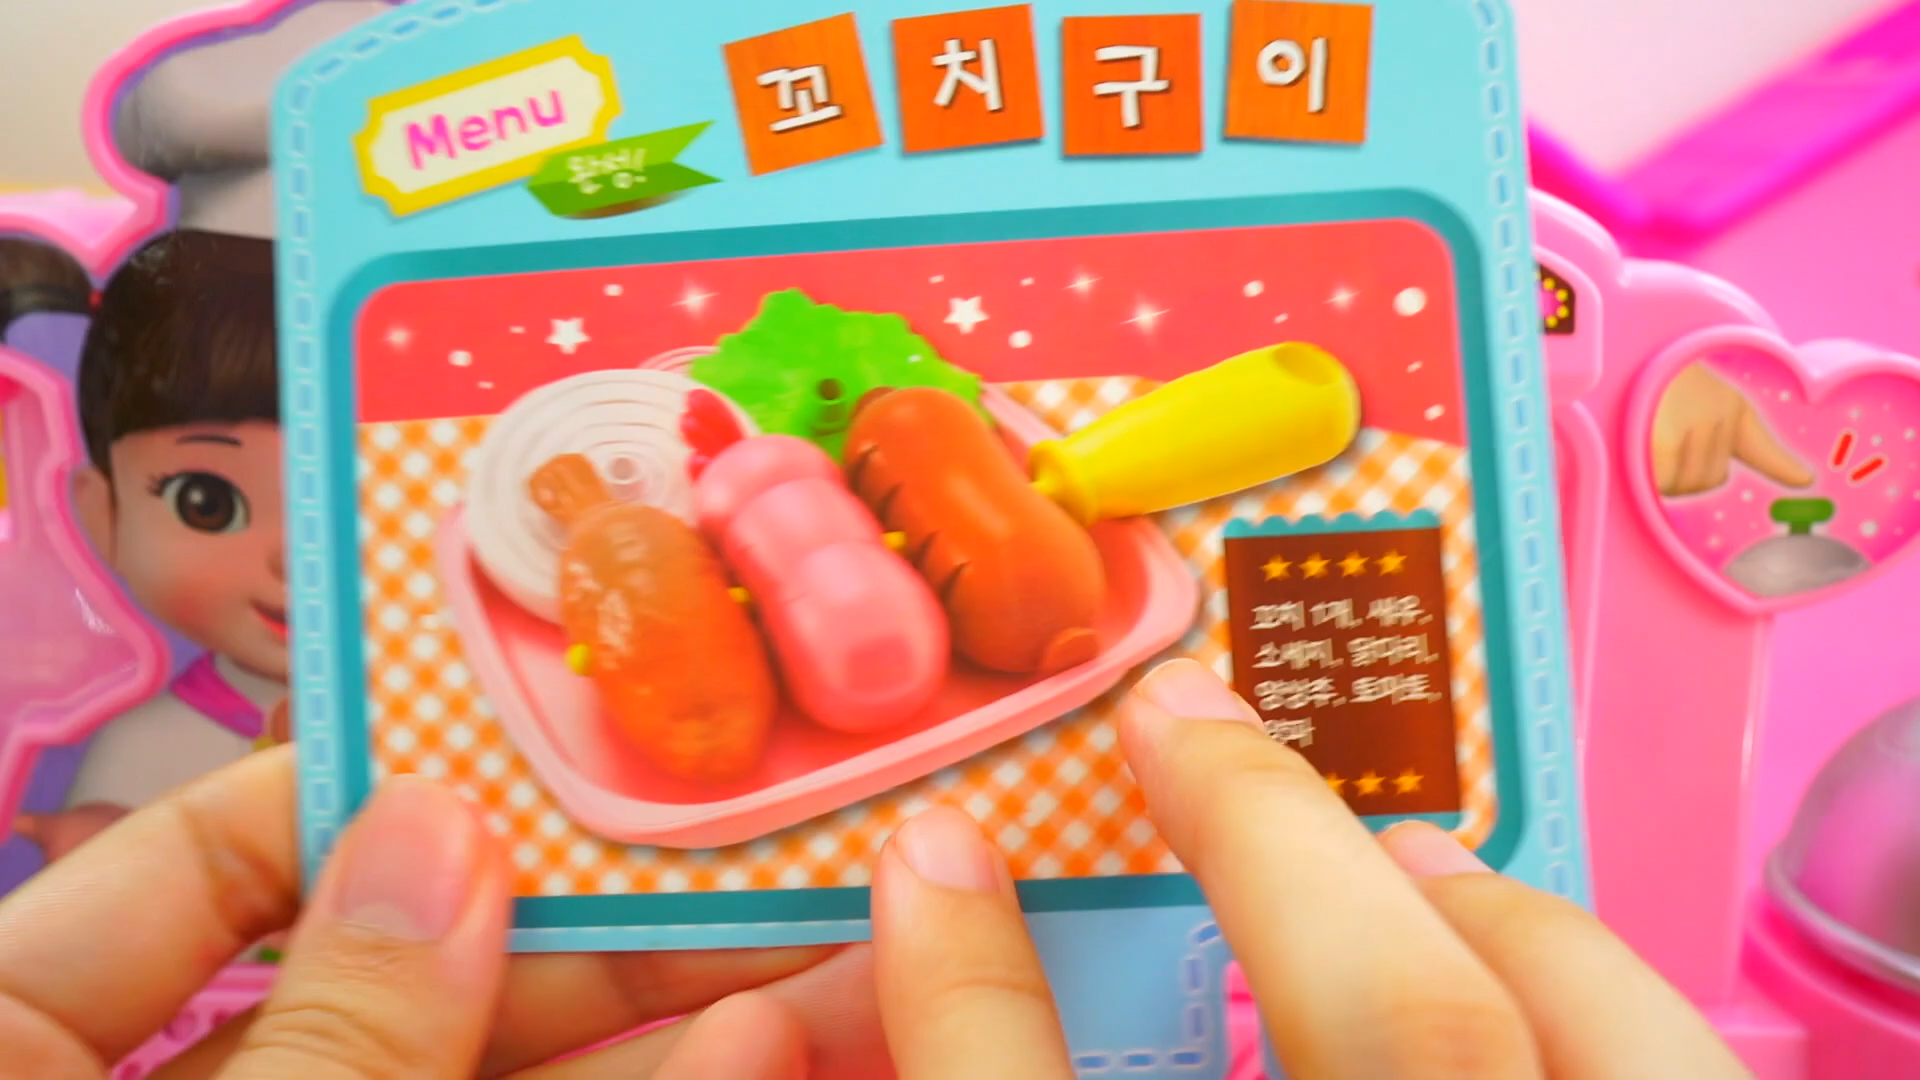 Menu
완성!
꼬치구이
꼬치 1개, 새우,
소세지, 닭다리,
양상추, 토마토,
양파